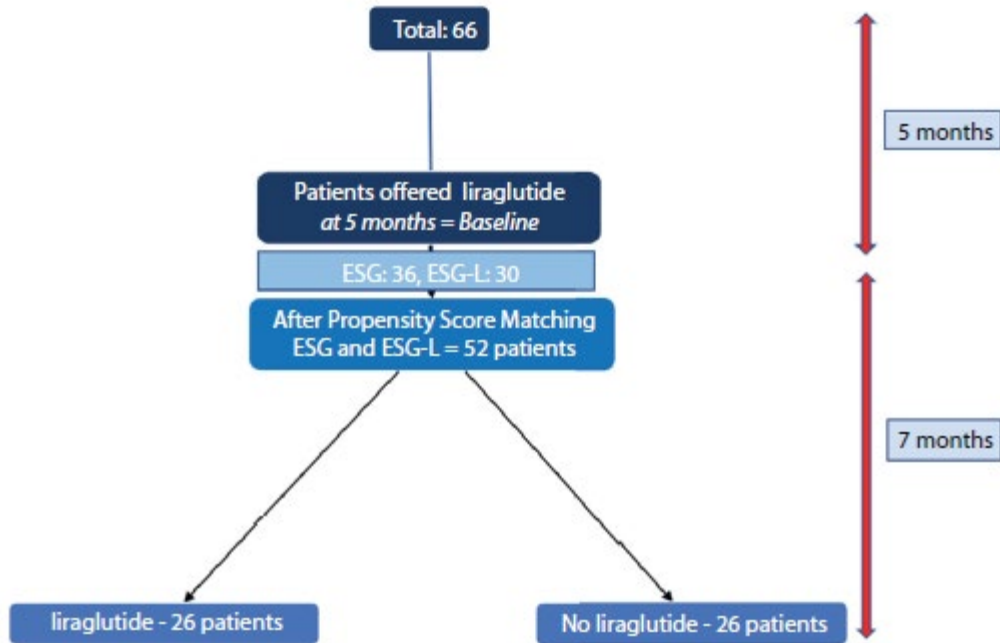 Total: 66
5 months
Patients offered liraglutide
at 5 months = Baseline
ESG: 36, ESG-L: 30
After Propensity Score Matching
ESG and ESG-L = 52 patients
7 months
liraglutide - 26 patients
No liraglutide - 26 patients